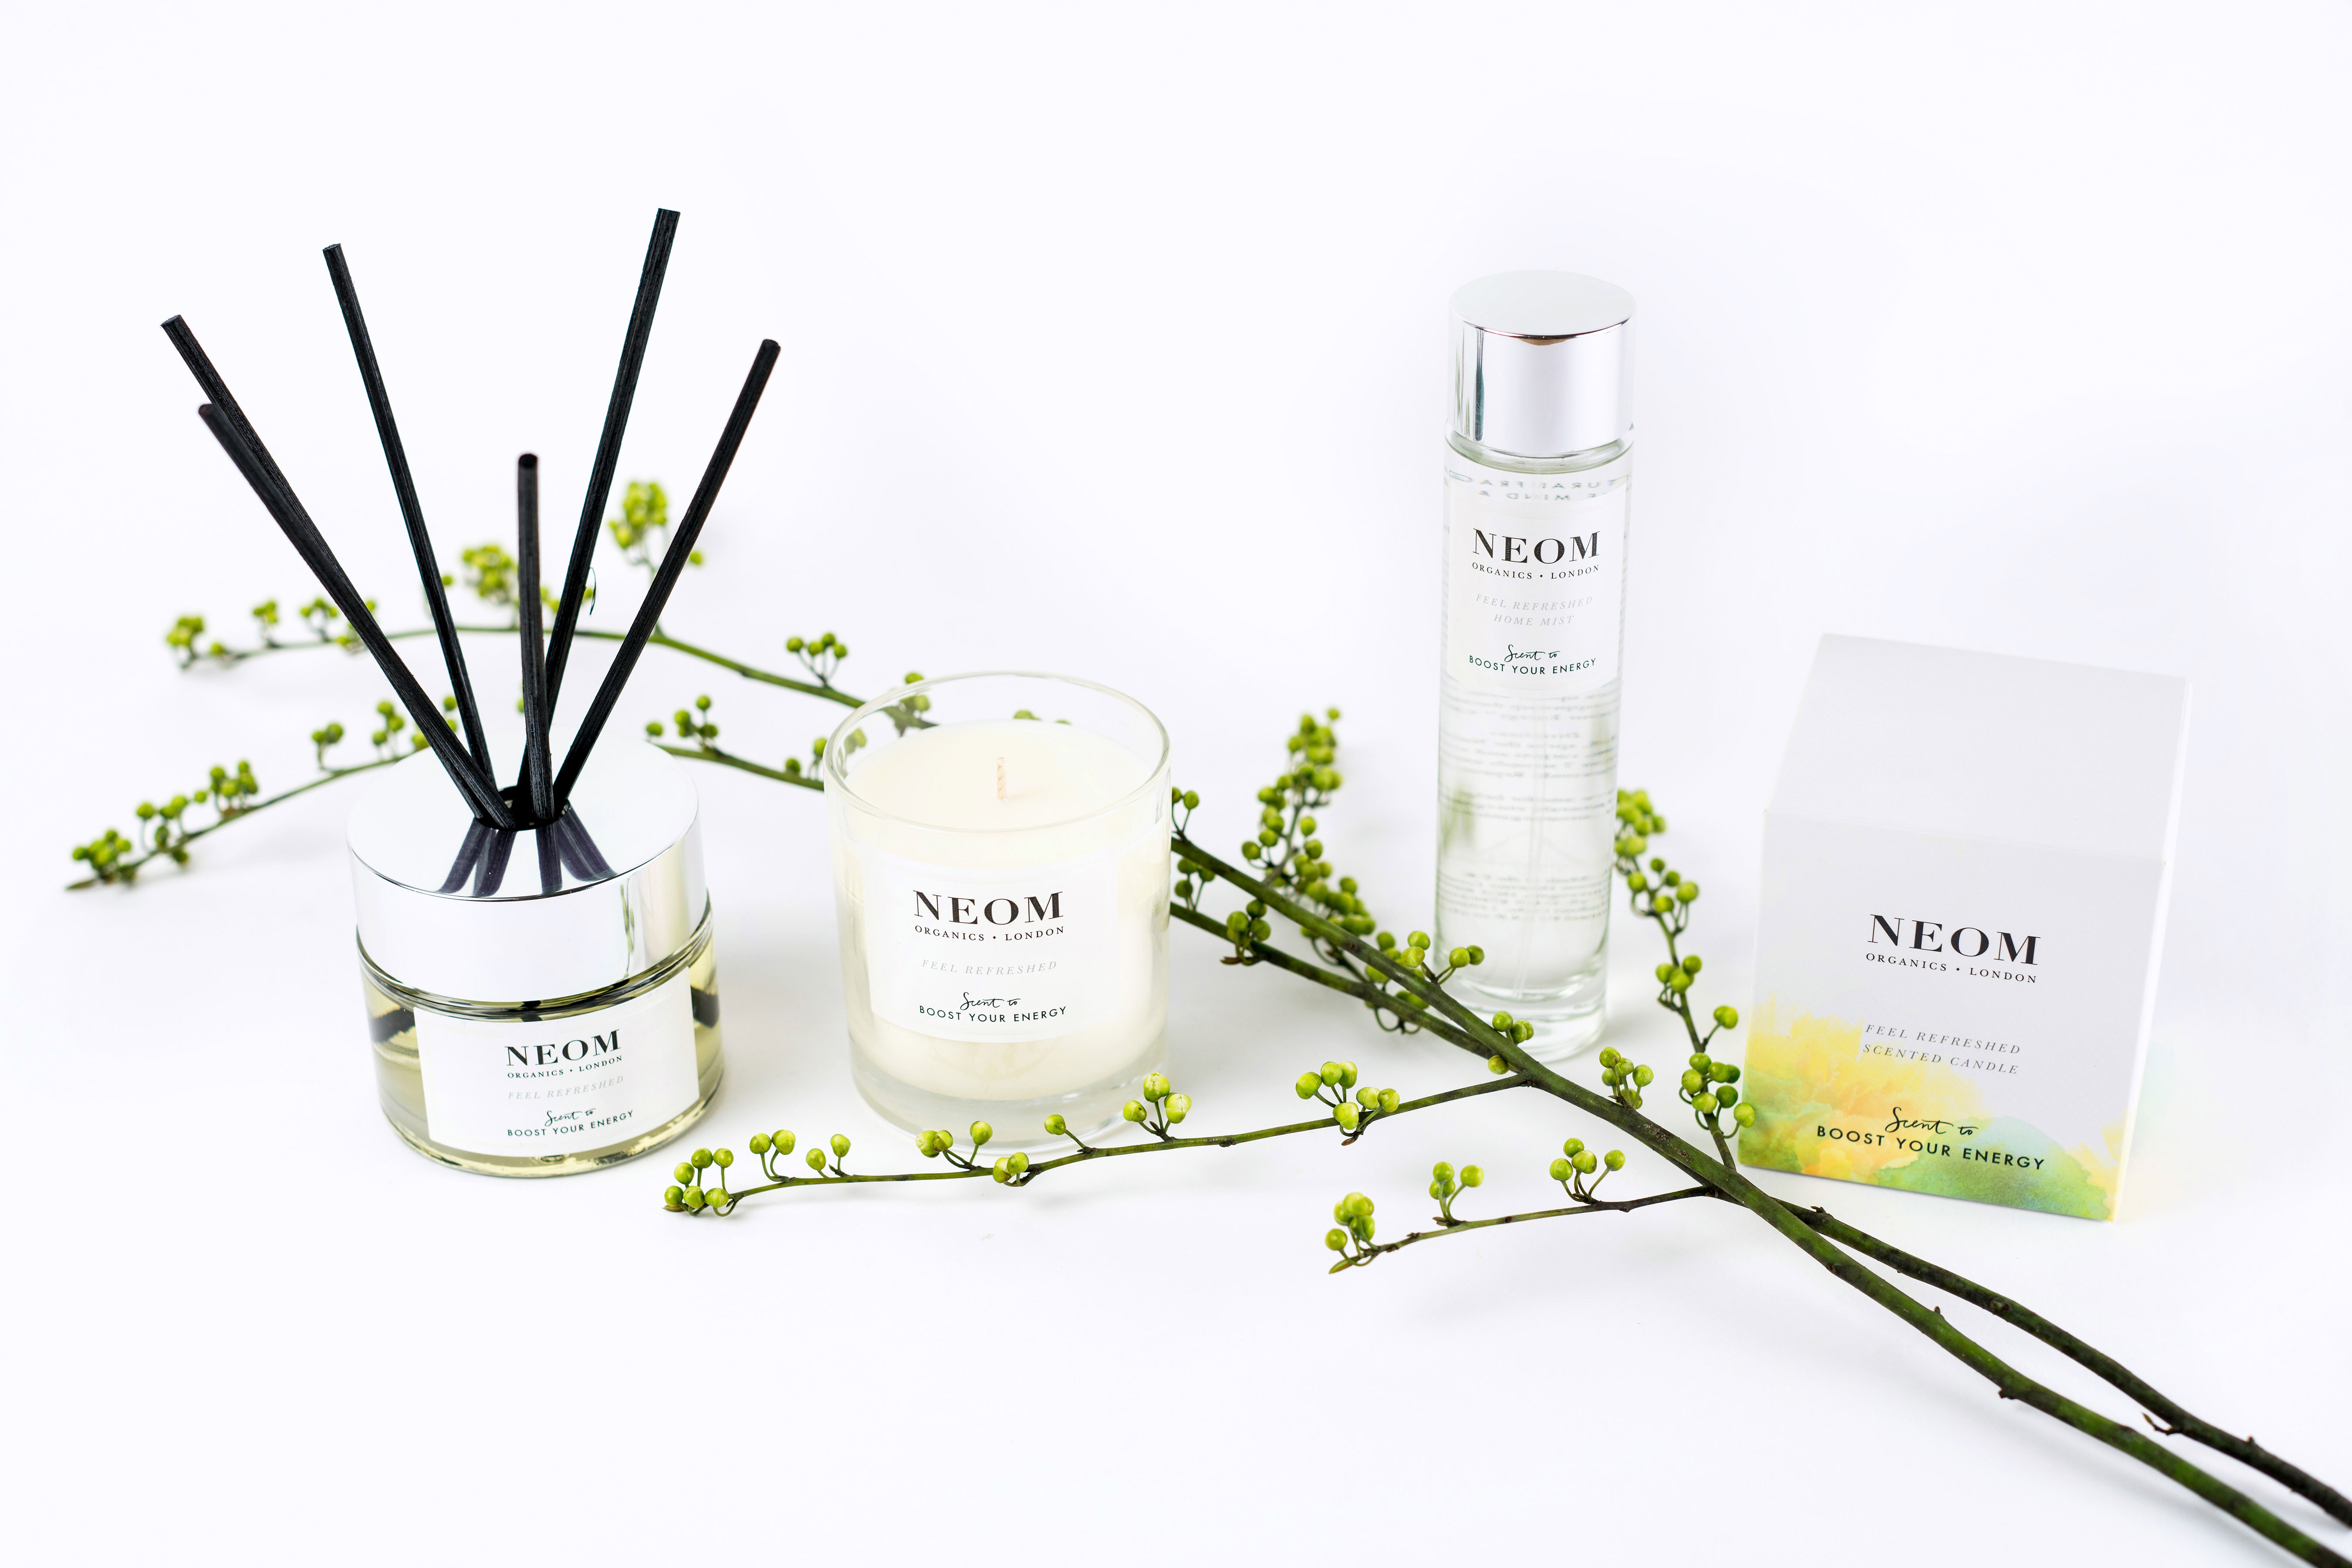 NEOM
ORGANICS • LONDON
FEEL REFRESHED
Scent to
BOOST YOUR ENERGY
NEOM
ORGANICS • LONDON
FEEL REFRESHED
Scent to
BOOST YOUR ENERGY
NEOM
ORGANICS • LONDON
FEEL REFRESHED
HOME MIST
Scent to
BOOST YOUR ENERGY
NEOM
ORGANICS • LONDON
FEEL REFRESHED
SCENTED CANDLE
Scent to
BOOST YOUR ENERGY